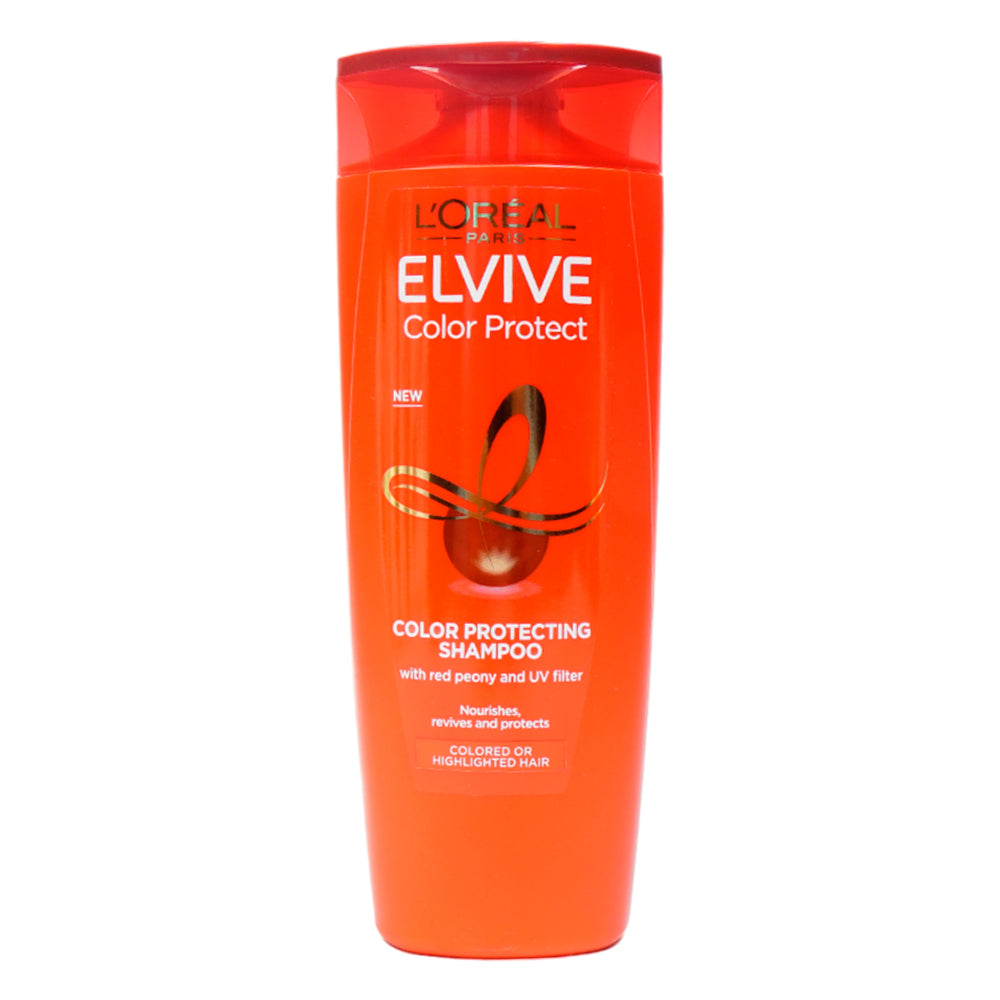 L'ORÉAL
PARIS
ELVIVE
Color Protect
NEW
COLOR PROTECTING
SHAMPOO
with red peony and UV filter
Nourishes,
revives and protects
COLORED OR
HIGHLIGHTED HAIR